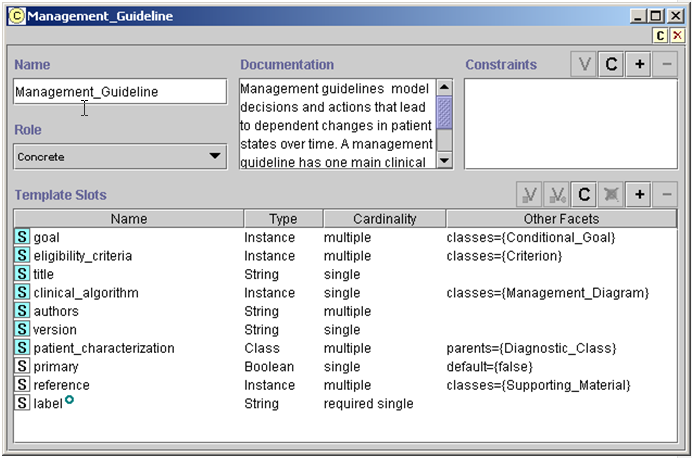 C Management_Guideline
C
Name
Documentation
Constraints
V C + −
Management_Guideline
Management guidelines model
decisions and actions that lead
to dependent changes in patient
states over time. A management
guideline has one main clinical
Role
Concrete
Template Slots
V V C + −
Name Type Cardinality Other Facets
S goal Instance multiple classes={Conditional_Goal}
S eligibility_criteria Instance multiple classes={Criterion}
S title String single
S clinical_algorithm Instance single classes={Management_Diagram}
S authors String multiple
S version String single
S patient_characterization Class multiple parents={Diagnostic_Class}
S primary Boolean single default={false}
S reference Instance multiple classes={Supporting_Material}
S label String required single